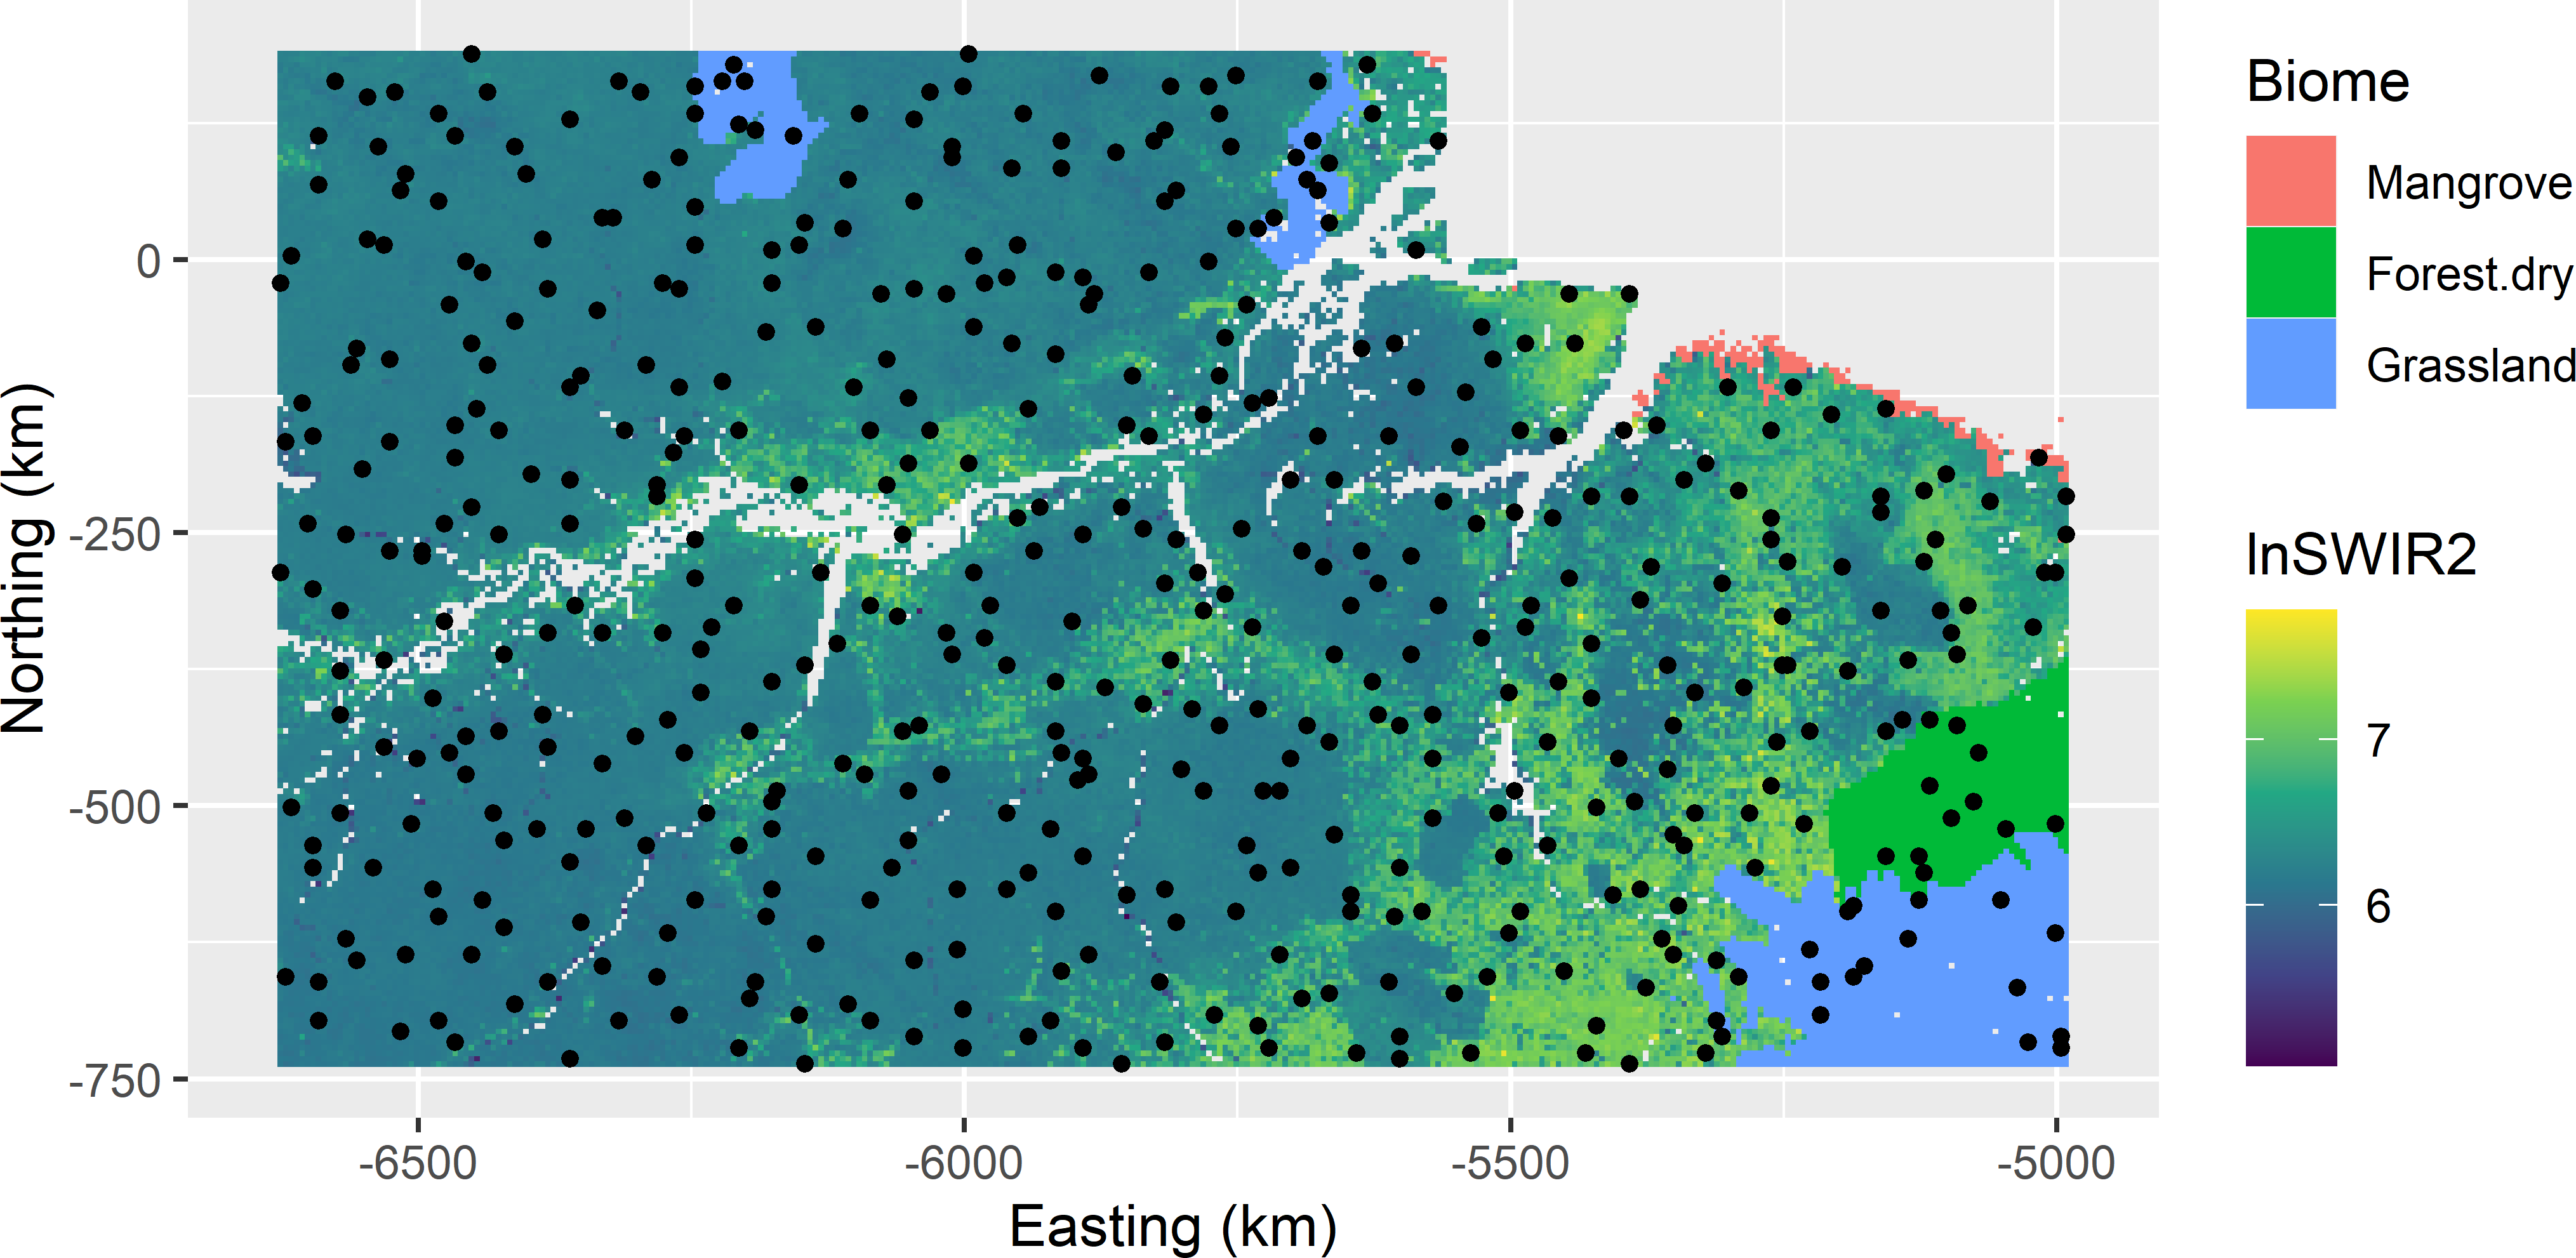 Biome
Mangrove
Forest.dry
Grassland
lnSWIR2
7
6
0
-250
-500
-750
Northing (km)
-6500
-6000
-5500
-5000
Easting (km)